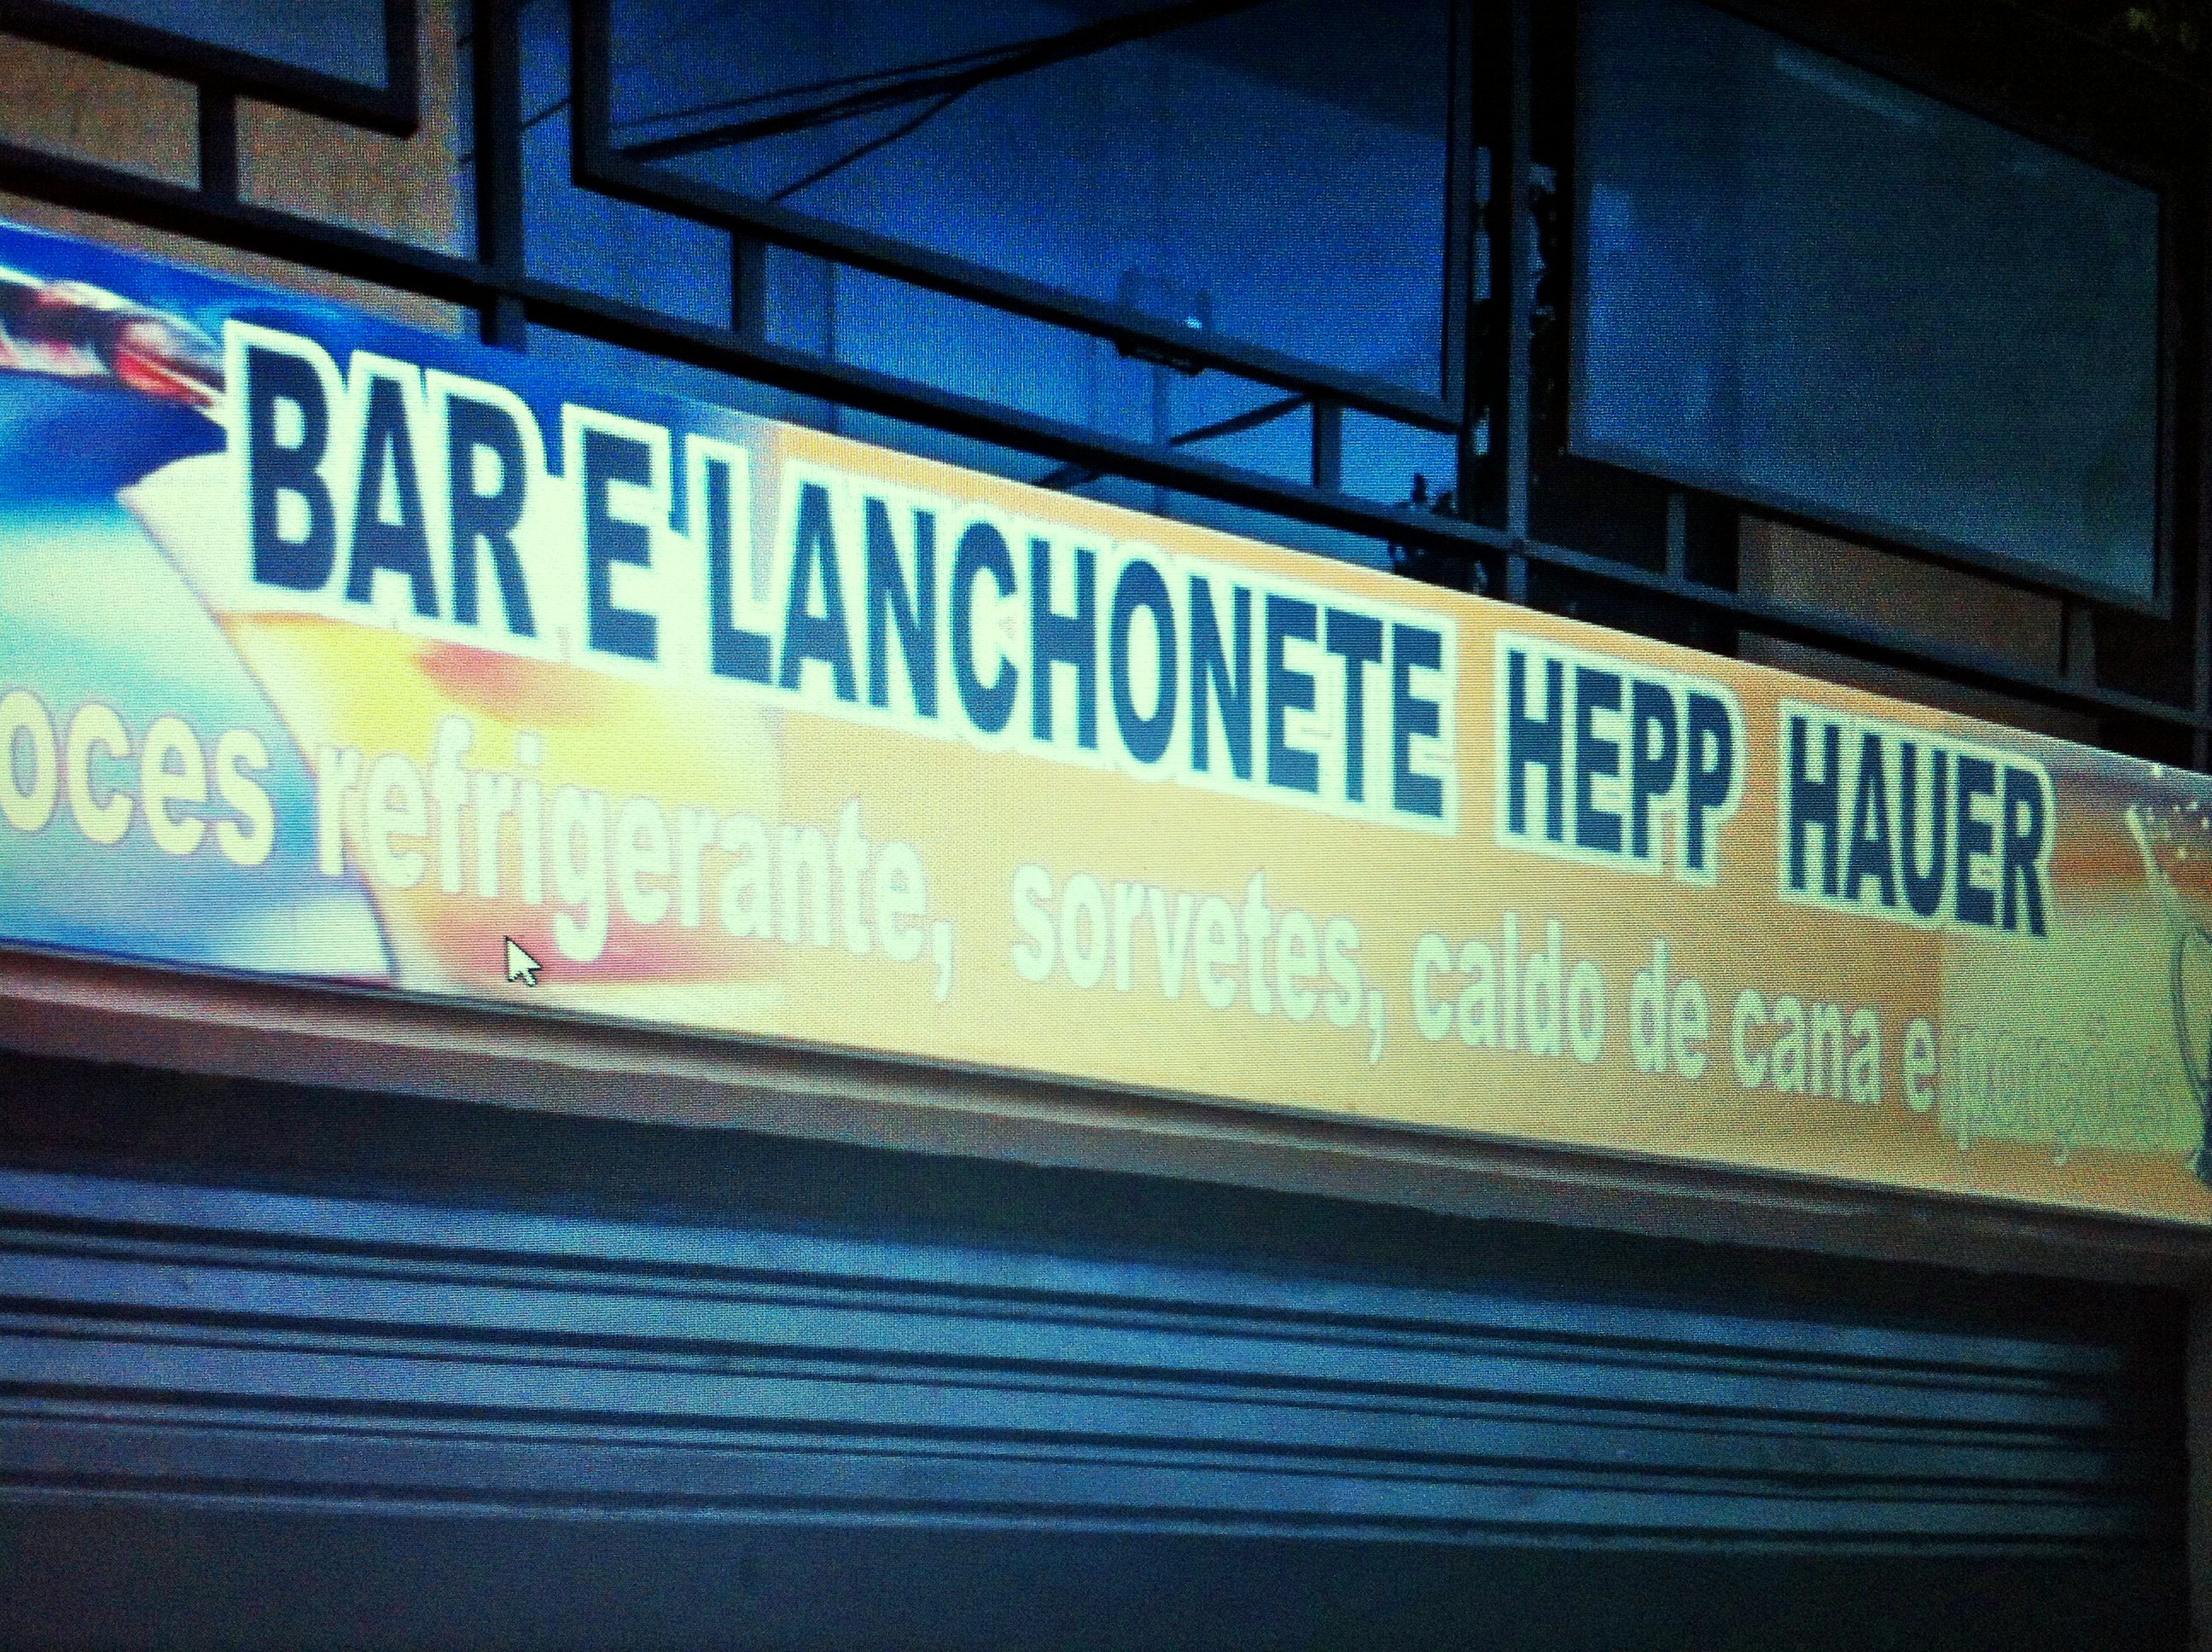 BAR E LANCHONETE HEPP HAUER
oces refrigerante, sorvetes, caldo de cana e